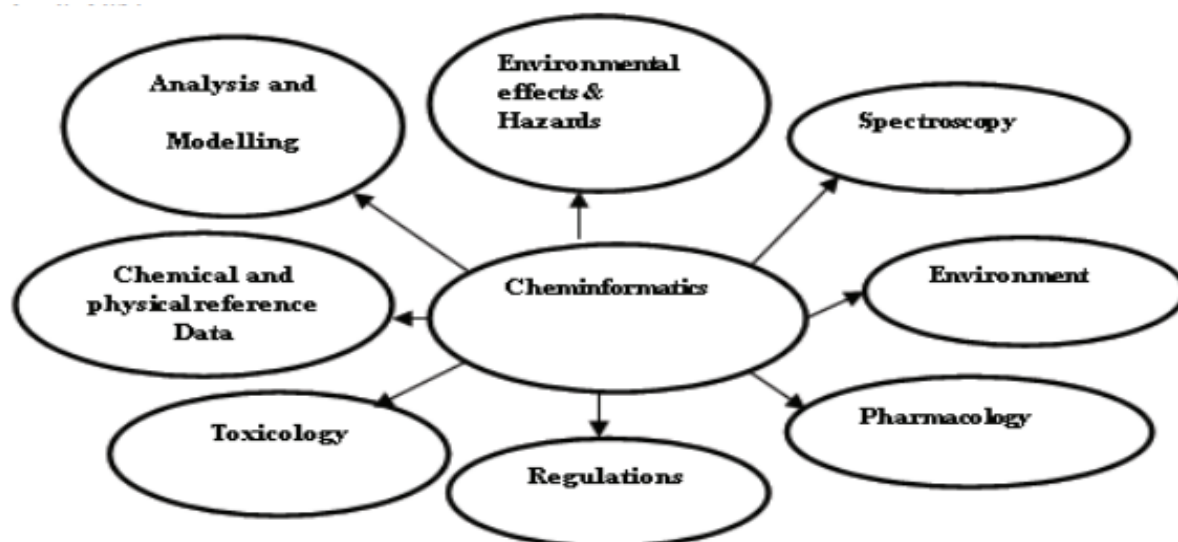 Analysis and
Modelling
Environmental
effects &
Hazards
Spectroscopy
Chemical and
physical reference
Data
Cheminformatics
Environment
Toxicology
Regulations
Pharmacology